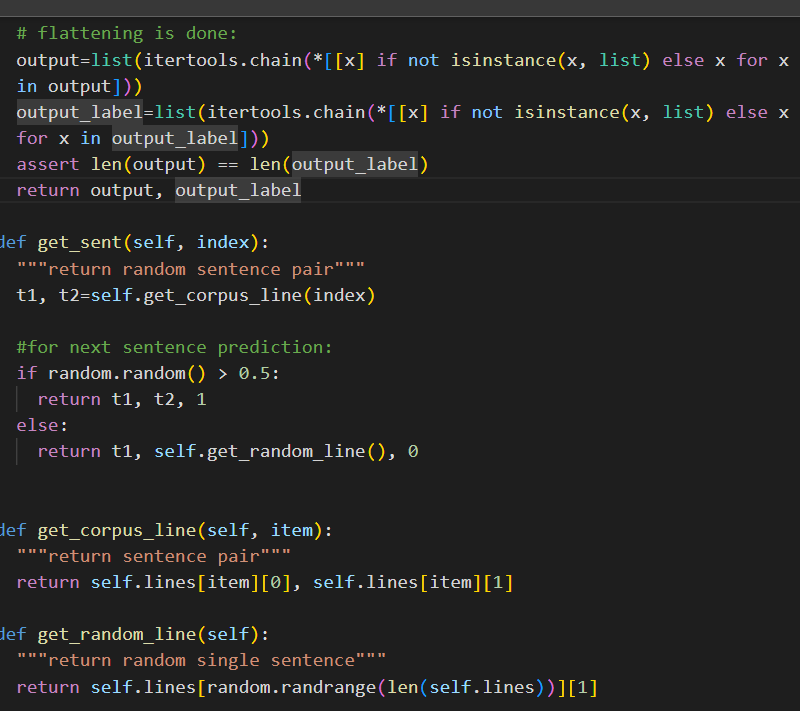 # flattening is done:
output=list(itertools.chain(*[[x] if not isinstance(x, list) else x for x
in output]))
output_label=list(itertools.chain(*[[x] if not isinstance(x, list) else x
for x in output_label]))
assert len(output) == len(output_label)
return output, output_label
def get_sent(self, index):
"""return random sentence pair"""
t1, t2=self.get_corpus_line(index)
#for next sentence prediction:
if random.random() > 0.5:
return t1, t2, 1
else:
return t1, self.get_random_line(), 0
def get_corpus_line(self, item):
"""return sentence pair"""
return self.lines[item][0], self.lines[item][1]
def get_random_line(self):
"""return random single sentence"""
return self.lines[random.randrange(len(self.lines))][1]